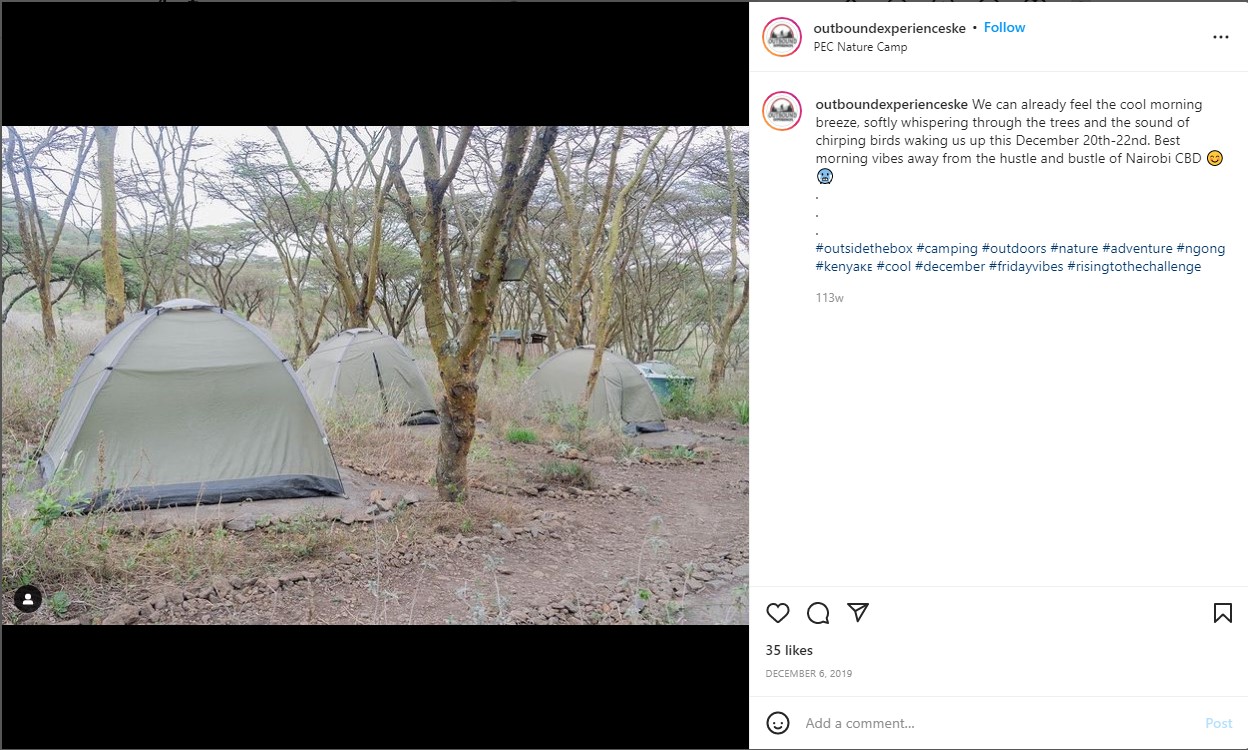 outboundexperienceske • Follow
PEC Nature Camp
outboundexperienceske We can already feel the cool morning
breeze, softly whispering through the trees and the sound of
chirping birds waking us up this December 20th-22nd. Best
morning vibes away from the hustle and bustle of Nairobi CBD 😊
🥶
.
.
.
#outsidethebox #camping #outdoors #nature #adventure #ngong
#kenyaᴋᴇ #cool #december #fridayvibes #risingtothechallenge
113w
35 likes
DECEMBER 6, 2019
Add a comment...
Post